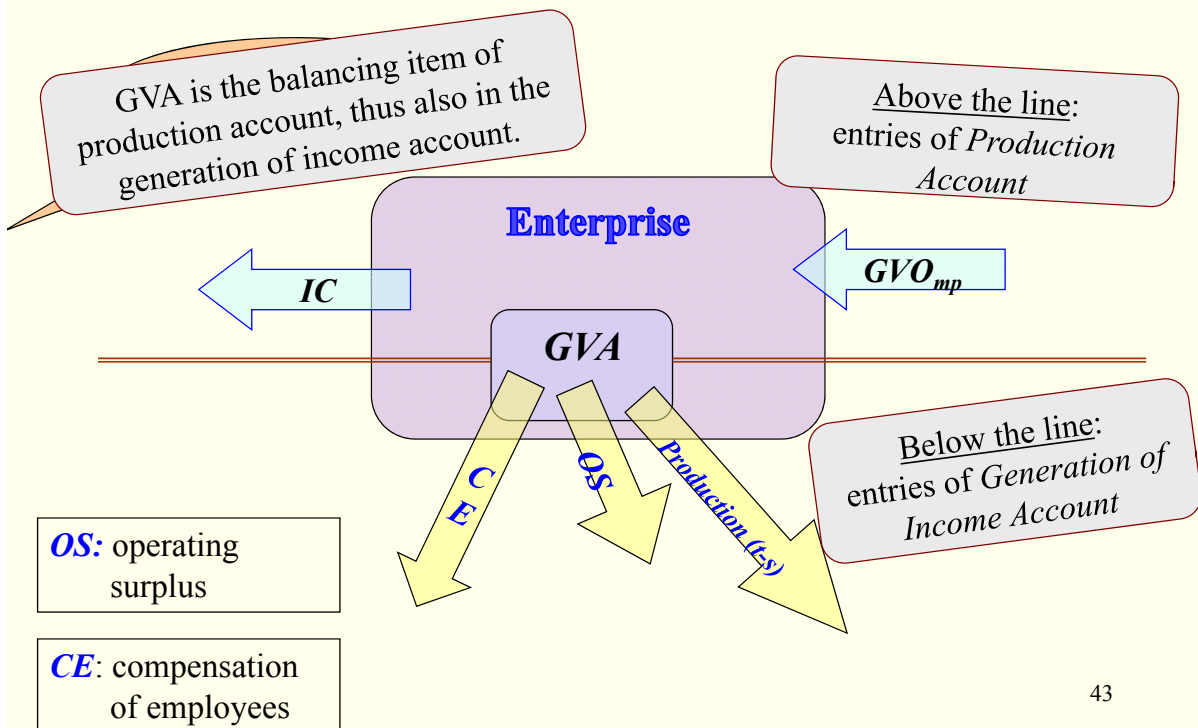 GVA is the balancing item of
production account, thus also in the
generation of income account.
Above the line:
entries of Production
Account
Enterprise
IC
GVOmp
GVA
CE
OS
Production (t-s)
Below the line:
entries of Generation of
Income Account
OS: operating
surplus
CE: compensation
of employees
43